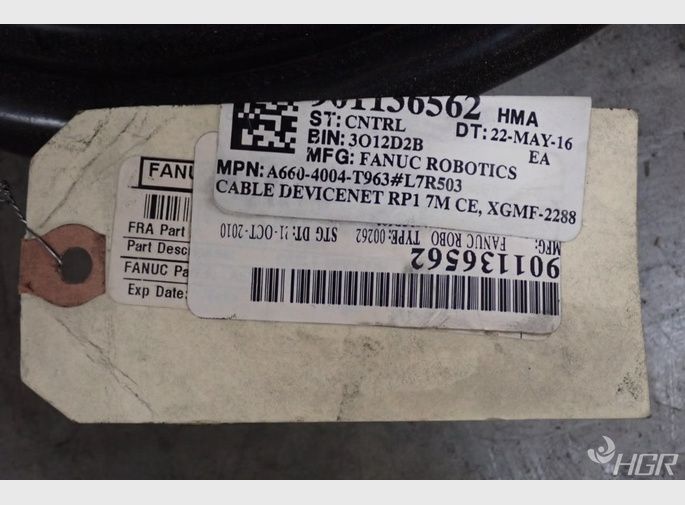 901136562 HMA
ST: CNTRL DT: 22-MAY-16
BIN: 3O12D2B EA
MFG: FANUC ROBOTICS
MPN: A660-4004-T963#L7R503
CABLE DEVICENET RP1 7M CE, XGMF-2288
FANUC
FRA Part
Part Desc
FANUC Pa
Exp Date:
901136562
MFG: FANUC ROBO TYPE: 00262 STG DT: -OCT-2010
HGR